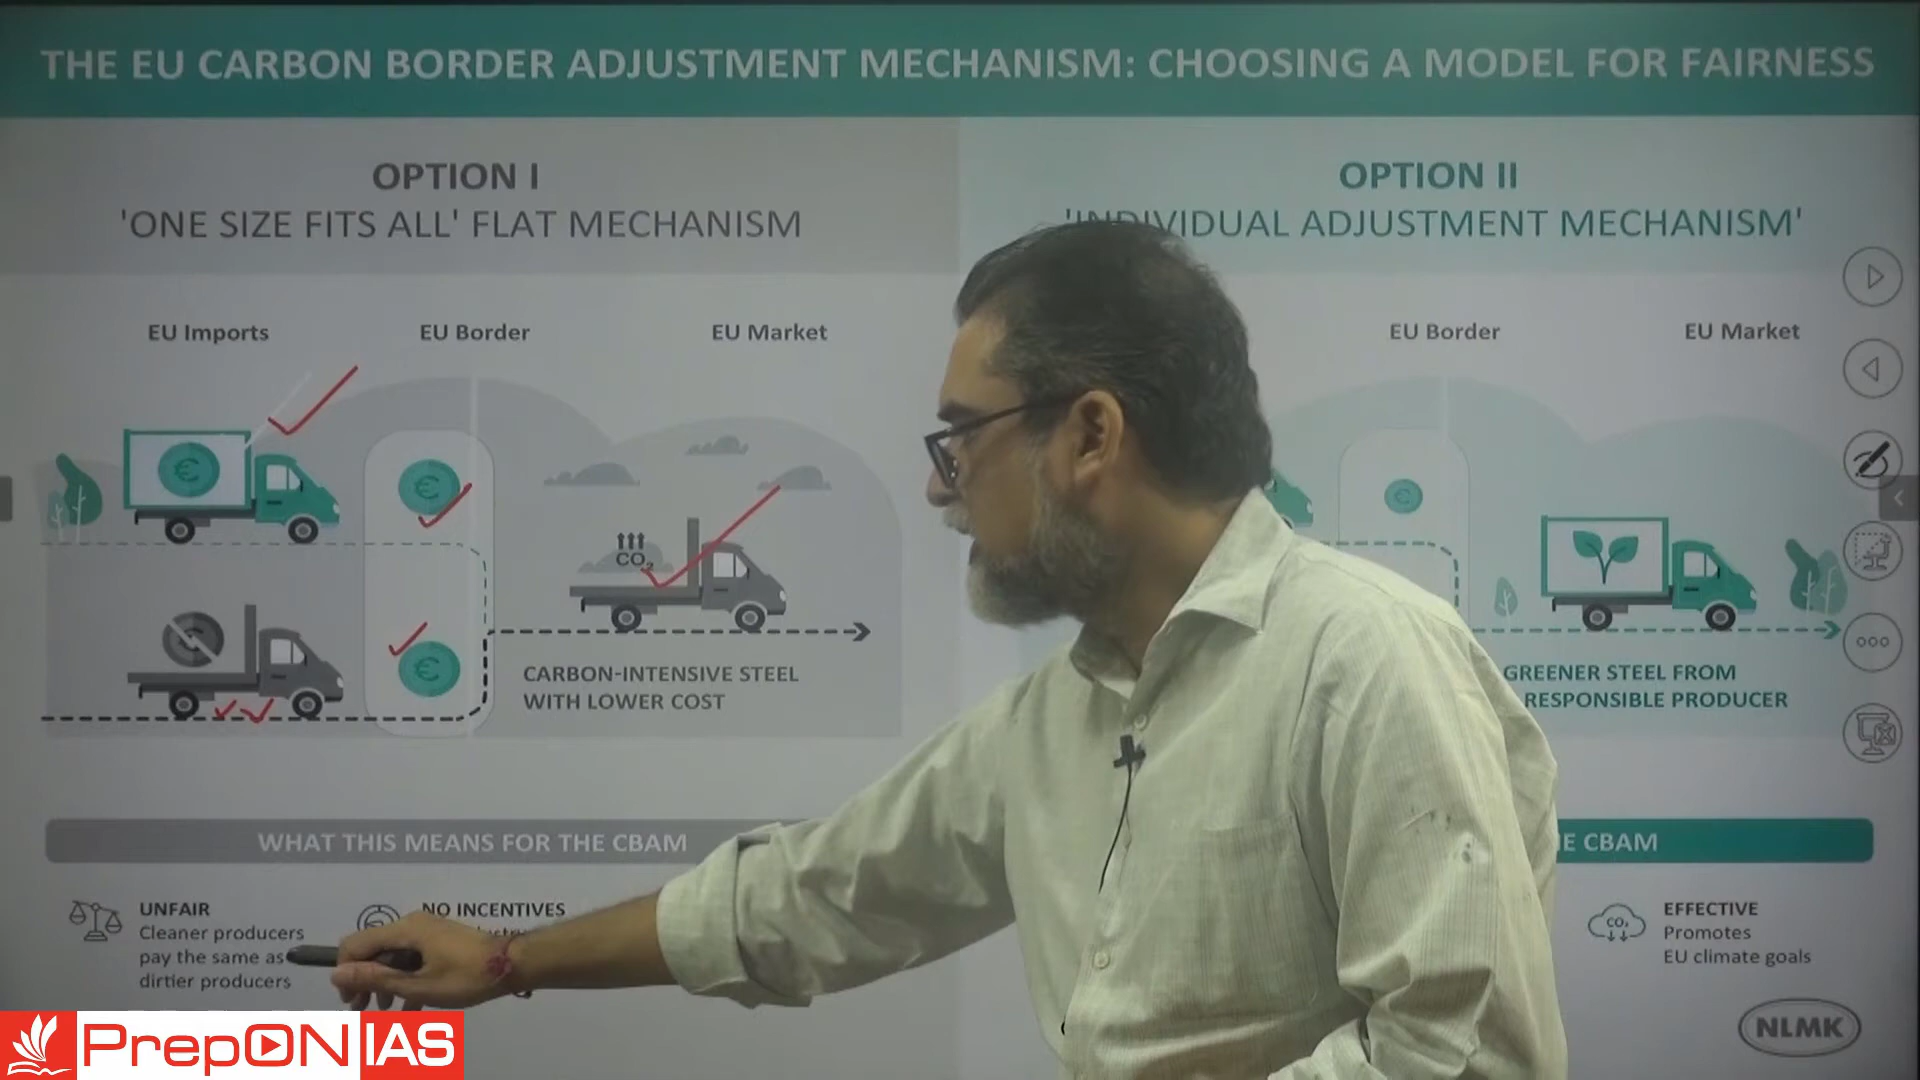 THE EU CARBON BORDER ADJUSTMENT MECHANISM: CHOOSING A MODEL FOR FAIRNESS
OPTION I
'ONE SIZE FITS ALL' FLAT MECHANISM
EU Imports
EU Border
EU Market
CO₂
CARBON-INTENSIVE STEEL
WITH LOWER COST
WHAT THIS MEANS FOR THE CBAM
UNFAIR
Cleaner producers
pay the same as
dirtier producers
NO INCENTIVES
OPTION II
'INDIVIDUAL ADJUSTMENT MECHANISM'
EU Border
EU Market
GREENER STEEL FROM
RESPONSIBLE PRODUCER
CBAM
CO₂
EFFECTIVE
Promotes
EU climate goals
NLMK
PrepON IAS